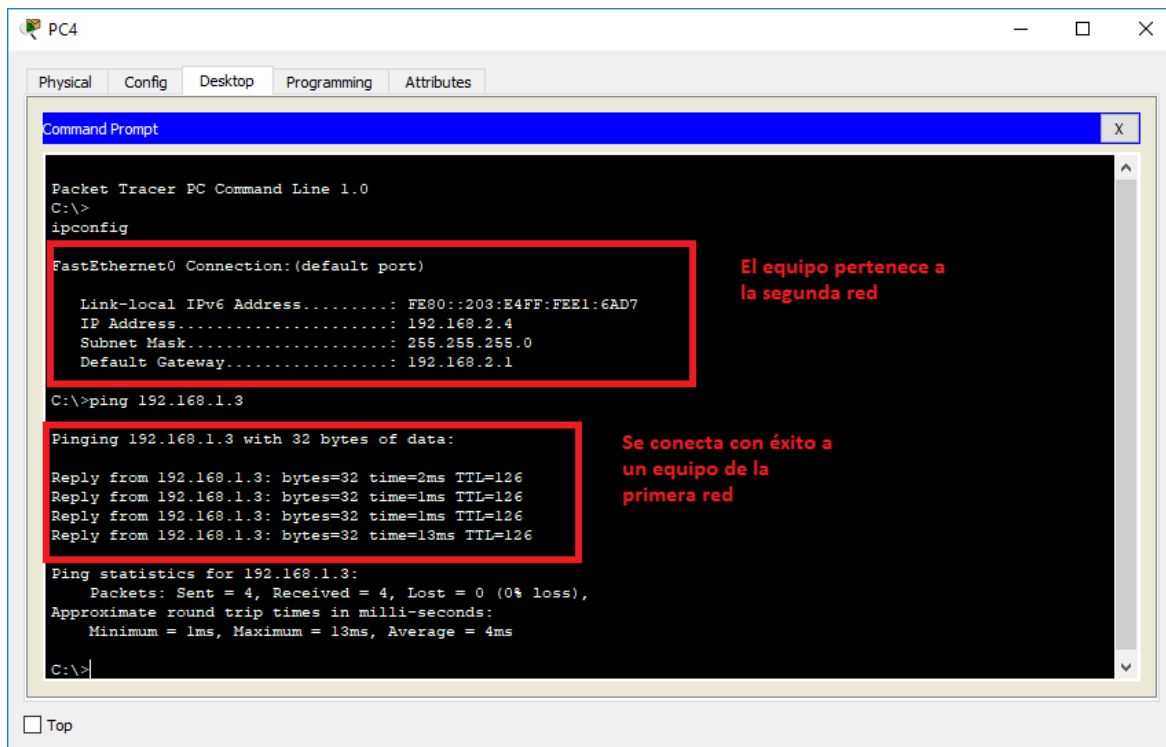 PC4
Physical Config Desktop Programming Attributes
Command Prompt
X
Packet Tracer PC Command Line 1.0
C:\>
ipconfig
FastEthernet0 Connection:(default port)
Link-local IPv6 Address.........: FE80::203:E4FF:FEE1:6AD7
IP Address......................: 192.168.2.4
Subnet Mask.....................: 255.255.255.0
Default Gateway.................: 192.168.2.1
El equipo pertenece a
la segunda red
C:\>ping 192.168.1.3
Pinging 192.168.1.3 with 32 bytes of data:
Reply from 192.168.1.3: bytes=32 time=2ms TTL=126
Reply from 192.168.1.3: bytes=32 time=1ms TTL=126
Reply from 192.168.1.3: bytes=32 time=1ms TTL=126
Reply from 192.168.1.3: bytes=32 time=13ms TTL=126
Se conecta con éxito a
un equipo de la
primera red
Ping statistics for 192.168.1.3:
Packets: Sent = 4, Received = 4, Lost = 0 (0% loss),
Approximate round trip times in milli-seconds:
Minimum = 1ms, Maximum = 13ms, Average = 4ms
C:\>
Top